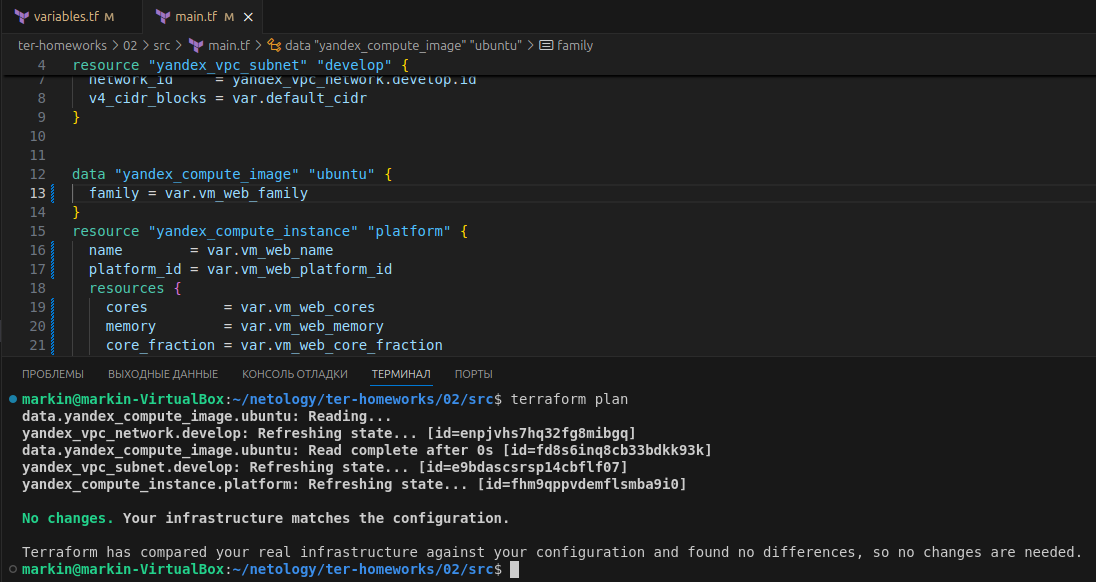 variables.tf M main.tf M ×
ter-homeworks > 02 > src > main.tf > data "yandex_compute_image" "ubuntu" > family
4 resource "yandex_vpc_subnet" "develop" {
7 network_id     = yandex_vpc_network.develop.id
8 v4_cidr_blocks = var.default_cidr
9 }
10
11
12 data "yandex_compute_image" "ubuntu" {
13 family = var.vm_web_family
14 }
15 resource "yandex_compute_instance" "platform" {
16 name        = var.vm_web_name
17 platform_id = var.vm_web_platform_id
18 resources {
19 cores         = var.vm_web_cores
20 memory        = var.vm_web_memory
21 core_fraction = var.vm_web_core_fraction
ПРОБЛЕМЫ ВЫХОДНЫЕ ДАННЫЕ КОНСОЛЬ ОТЛАДКИ ТЕРМИНАЛ ПОРТЫ
markin@markin-VirtualBox:~/netology/ter-homeworks/02/src$ terraform plan
data.yandex_compute_image.ubuntu: Reading...
yandex_vpc_network.develop: Refreshing state... [id=enpjvhs7hq32fg8mibgq]
data.yandex_compute_image.ubuntu: Read complete after 0s [id=fd8s6inq8cb33bdkk93k]
yandex_vpc_subnet.develop: Refreshing state... [id=e9bdascsrsp14cbflf07]
yandex_compute_instance.platform: Refreshing state... [id=fhm9qppvdemflsmba9i0]
No changes. Your infrastructure matches the configuration.
Terraform has compared your real infrastructure against your configuration and found no differences, so no changes are needed.
markin@markin-VirtualBox:~/netology/ter-homeworks/02/src$